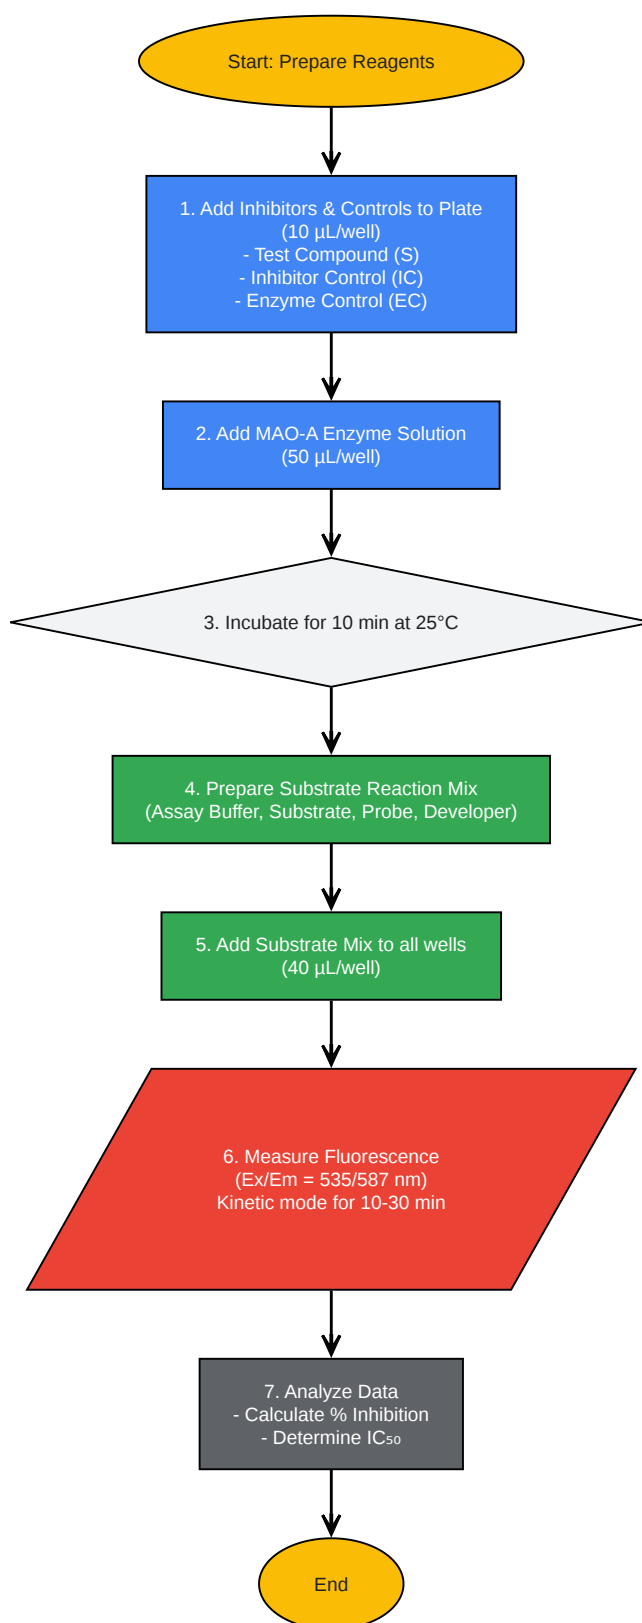 Start: Prepare Reagents
1. Add Inhibitors & Controls to Plate
(10 µL/well)
- Test Compound (S)
- Inhibitor Control (IC)
- Enzyme Control (EC)
2. Add MAO-A Enzyme Solution
(50 µL/well)
3. Incubate for 10 min at 25°C
4. Prepare Substrate Reaction Mix
(Assay Buffer, Substrate, Probe, Developer)
5. Add Substrate Mix to all wells
(40 µL/well)
6. Measure Fluorescence
(Ex/Em = 535/587 nm)
Kinetic mode for 10-30 min
7. Analyze Data
- Calculate % Inhibition
- Determine IC₅₀
End